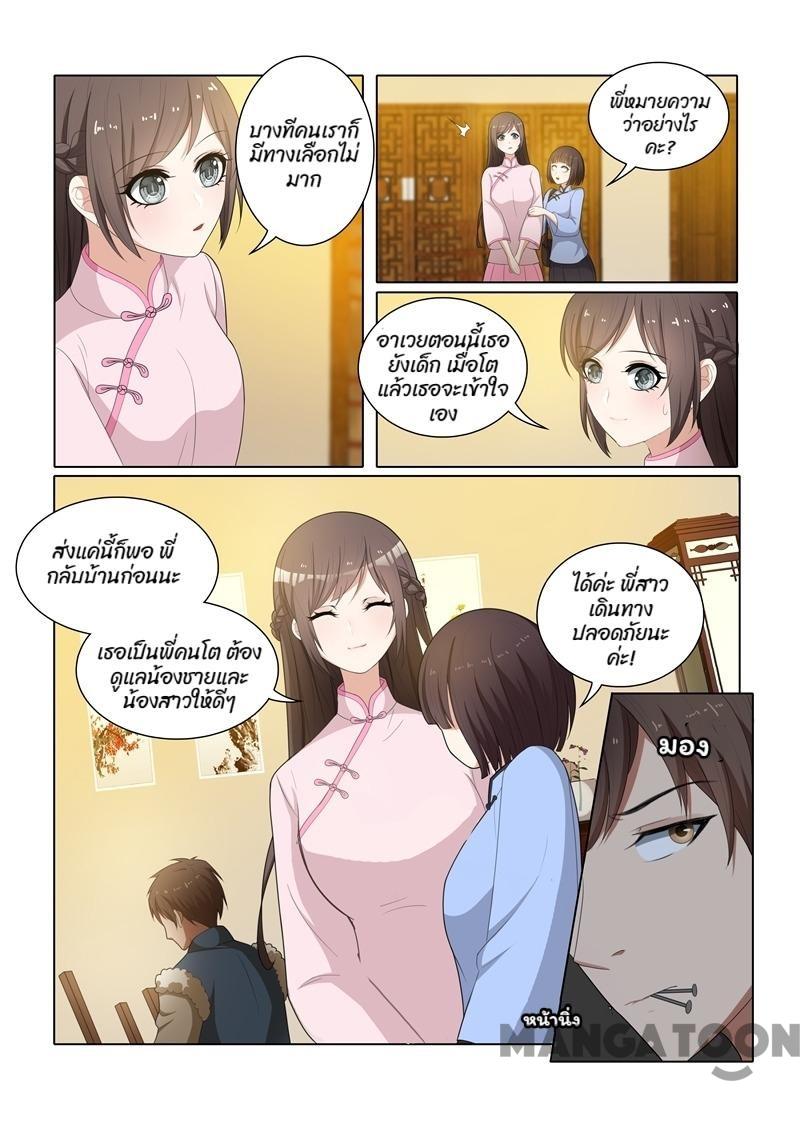 บางทีคนเราก็
มีทางเลือกไม่
มาก
พี่หมายความ
ว่าอย่างไร
คะ?
อาเวยตอนนี้เธอ
ยังเด็ก เมื่อโต
แล้วเธอจะเข้าใจ
เอง
ส่งแค่นี้ก็พอ พี่
กลับบ้านก่อนนะ
เธอเป็นพี่คนโต ต้อง
ดูแลน้องชายและ
น้องสาวให้ดีๆ
ได้ค่ะ พี่สาว
เดินทาง
ปลอดภัยนะ
ค่ะ!
มอง
หน้านิ่ง
MANGATOON